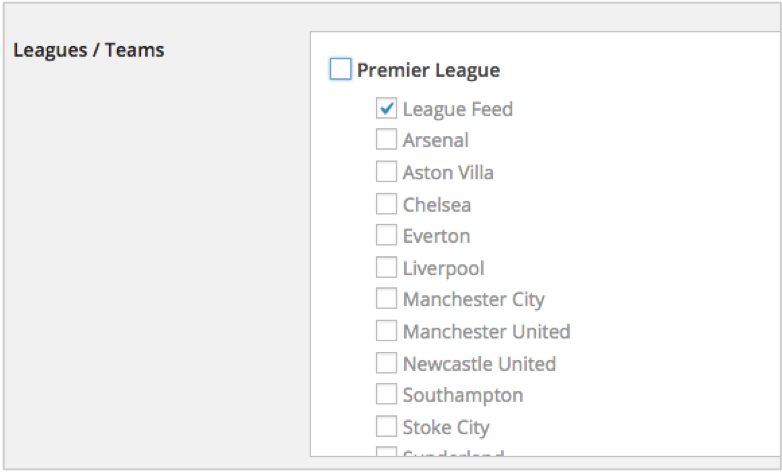 Leagues / Teams
Premier League
League Feed
Arsenal
Aston Villa
Chelsea
Everton
Liverpool
Manchester City
Manchester United
Newcastle United
Southampton
Stoke City
Sunderland